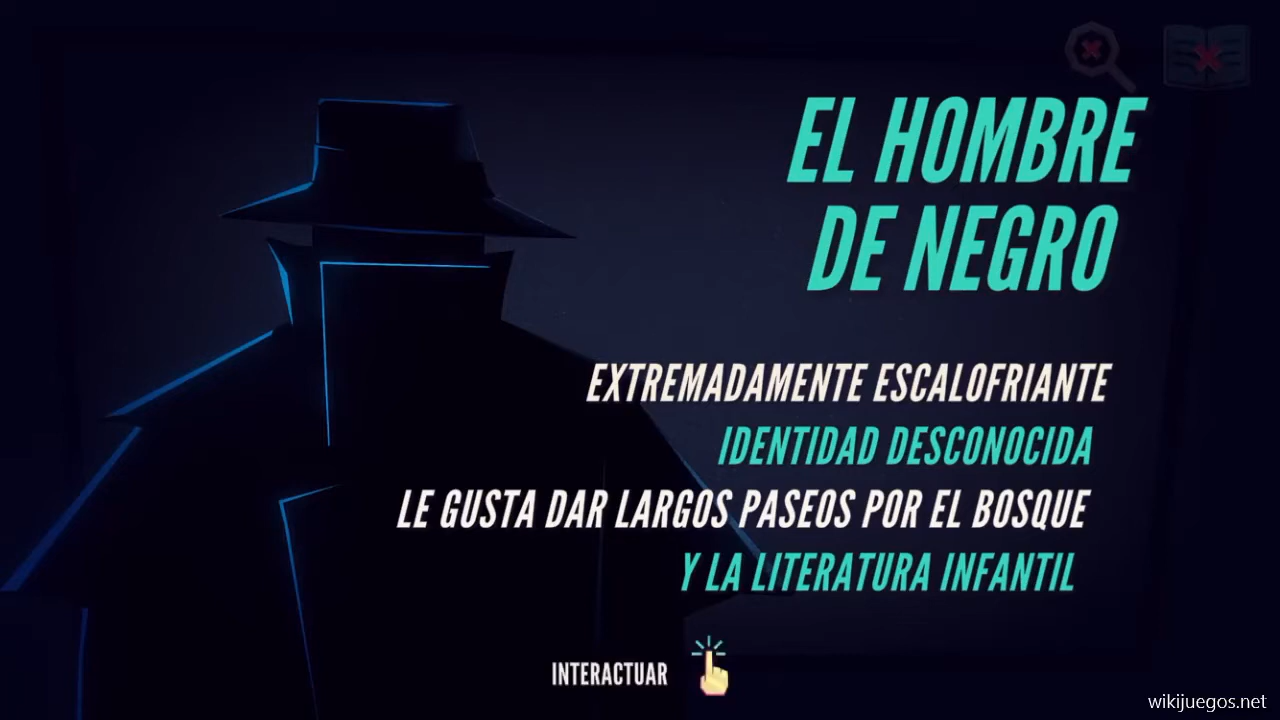 EL HOMBRE
DE NEGRO
EXTREMADAMENTE ESCALOFRIANTE
IDENTIDAD DESCONOCIDA
LE GUSTA DAR LARGOS PASEOS POR EL BOSQUE
Y LA LITERATURA INFANTIL
INTERACTUAR
wikijuegos.net